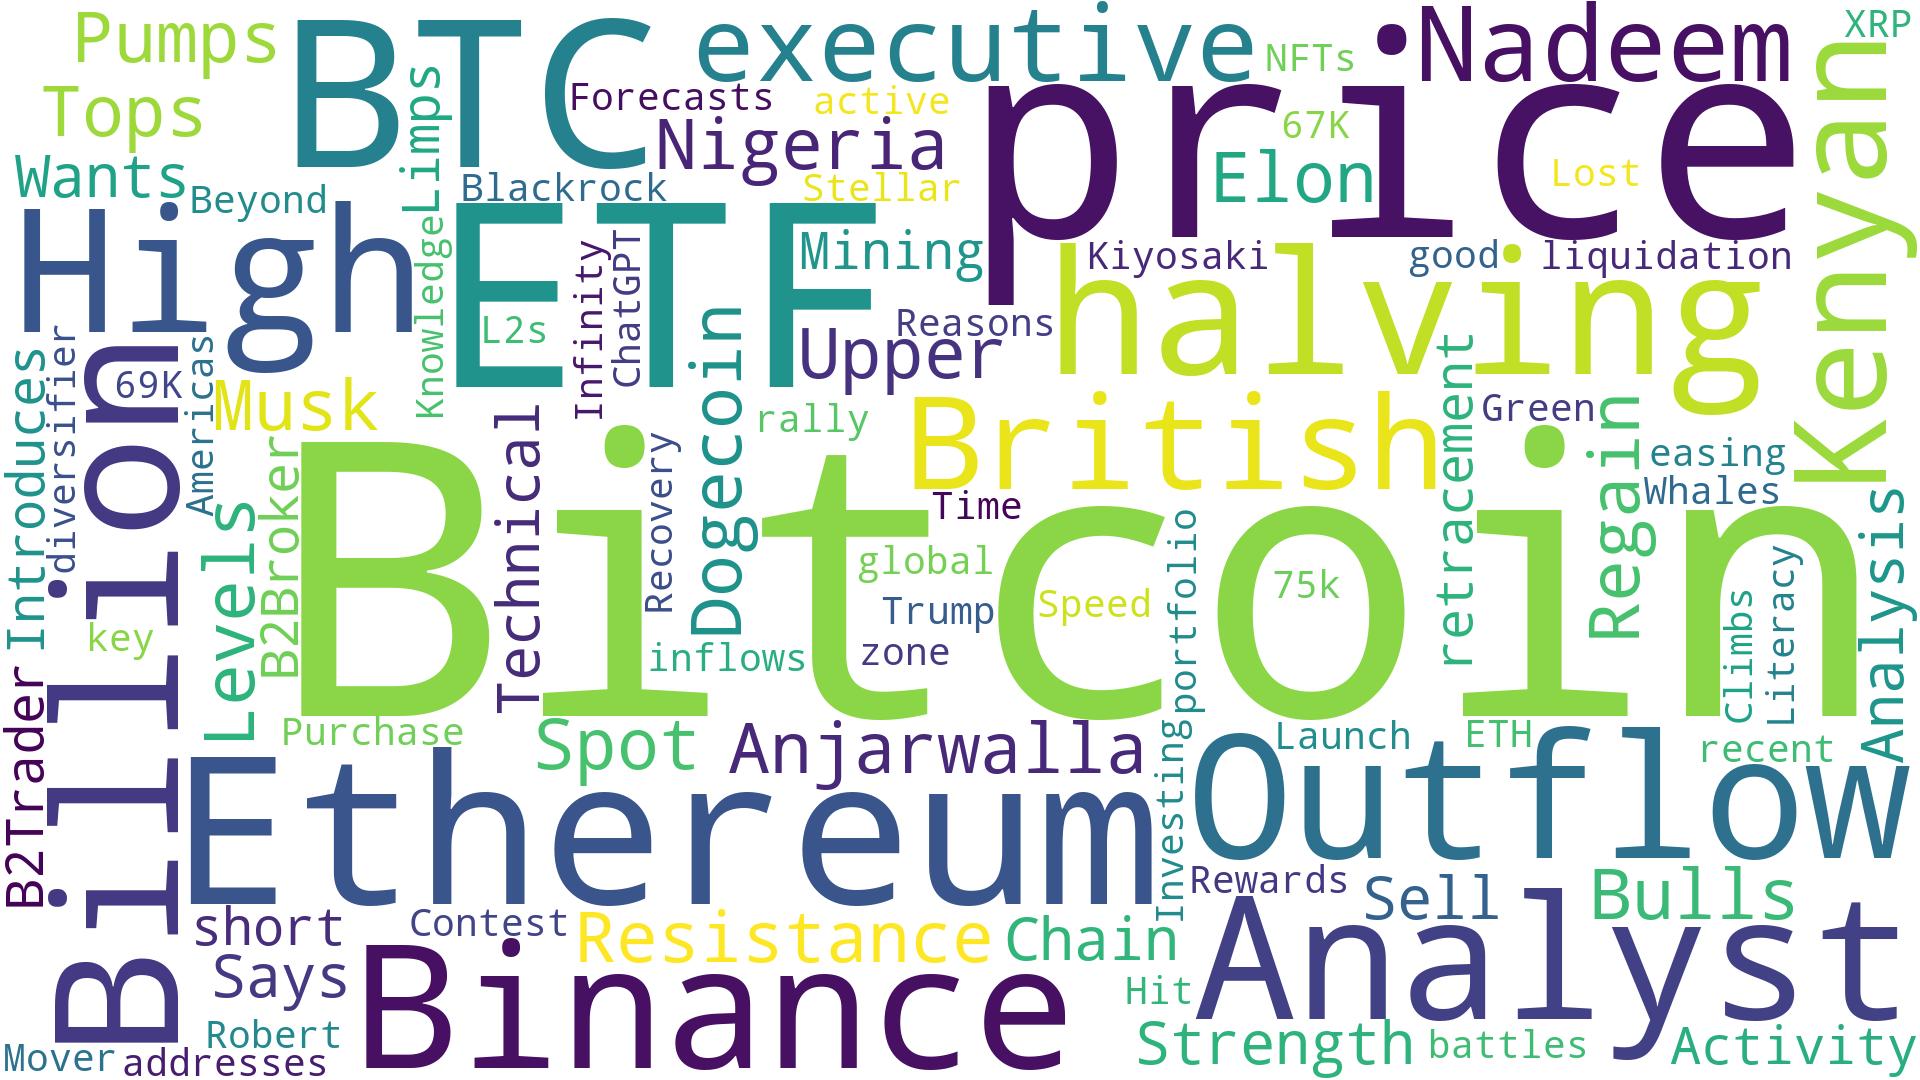 Pumps
BTC
executive
NFTs
Nadeem
XRP
Tops
Limps
Forecasts
active
Nigeria
price
67K
Elon
Lost
Kenyan
Wants
Beyond
Blackrock
Stellar
High
ETF
Mining
Kiyosaki
good
liquidation
halving
Knowledge
L2s
Infinity
ChatGPT
Reasons
Upper
Dogecoin
retracement
Introduces
diversifier
69K
Americas
Musk
Technical
rally
British
Green
Regain
easing
Whales
Billion
B2Broker
Levels
Bitcoin
Recovery
Time
global
Trump
Speed
75k
portfolio
Analysis
Climbs
Literacy
key
inflows
zone
B2Trader
Purchase
Spot
Anjarwalla
Investing
Launch
ETH
recent
Ethereum
Outflow
Rewards
Sell
Bulls
short
Contest
Resistance
Chain
Analyst
Says
Binance
Hit
Robert
Strength
battles
Activity
Mover
addresses